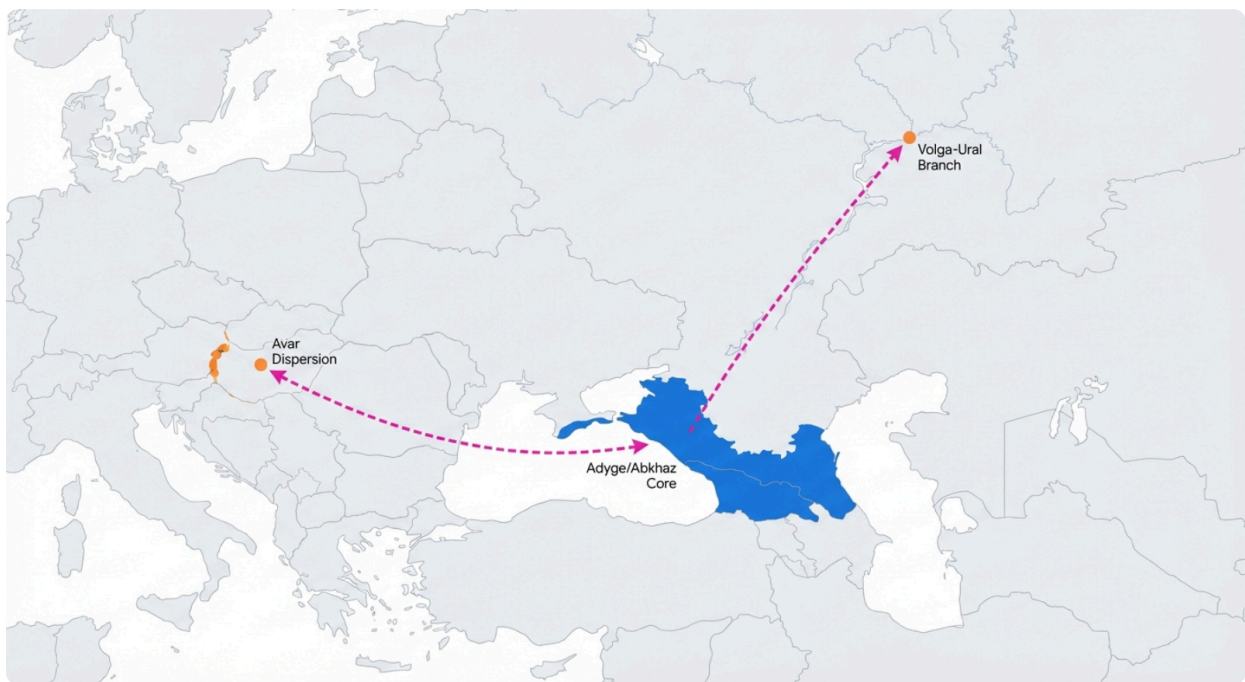 Volga-Ural
Branch
Avar
Dispersion
Adyge/Abkhaz
Core